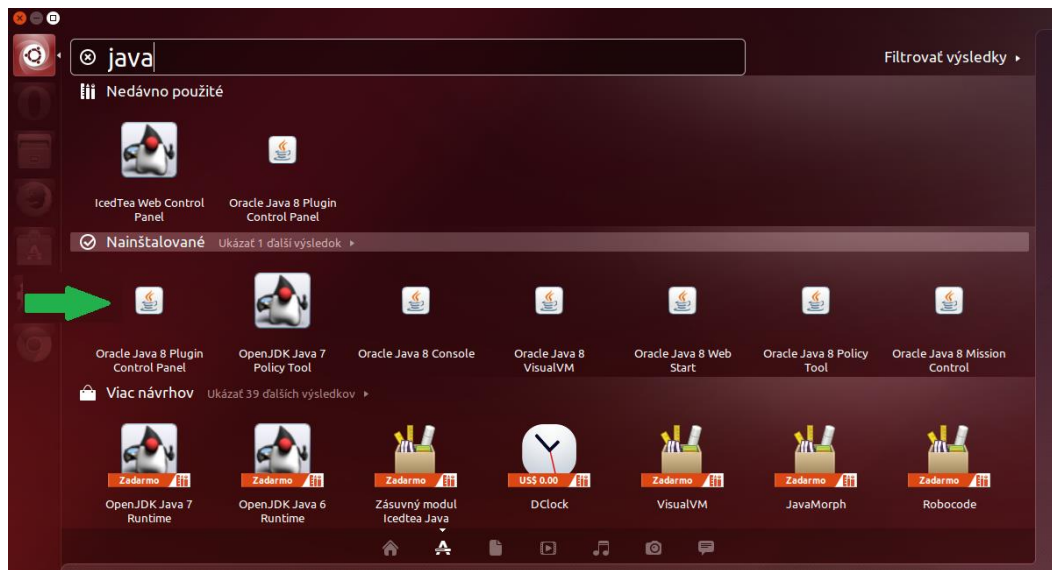 java
Filtrovať výsledky
Nedávno použité
IcedTea Web Control
Panel
Oracle Java 8 Plugin
Control Panel
Nainštalované Ukázať 1 ďalší výsledok
Oracle Java 8 Plugin
Control Panel
OpenJDK Java 7
Policy Tool
Oracle Java 8 Console
Oracle Java 8
VisualVM
Oracle Java 8 Web
Start
Oracle Java 8 Policy
Tool
Oracle Java 8 Mission
Control
Viac návrhov Ukázať 39 ďalších výsledkov
Zadarmo
OpenJDK Java 7
Runtime
Zadarmo
OpenJDK Java 6
Runtime
Zadarmo
Zásuvný modul
Icedtea Java
US$ 0.00
DClock
Zadarmo
VisualVM
Zadarmo
JavaMorph
Zadarmo
Robocode